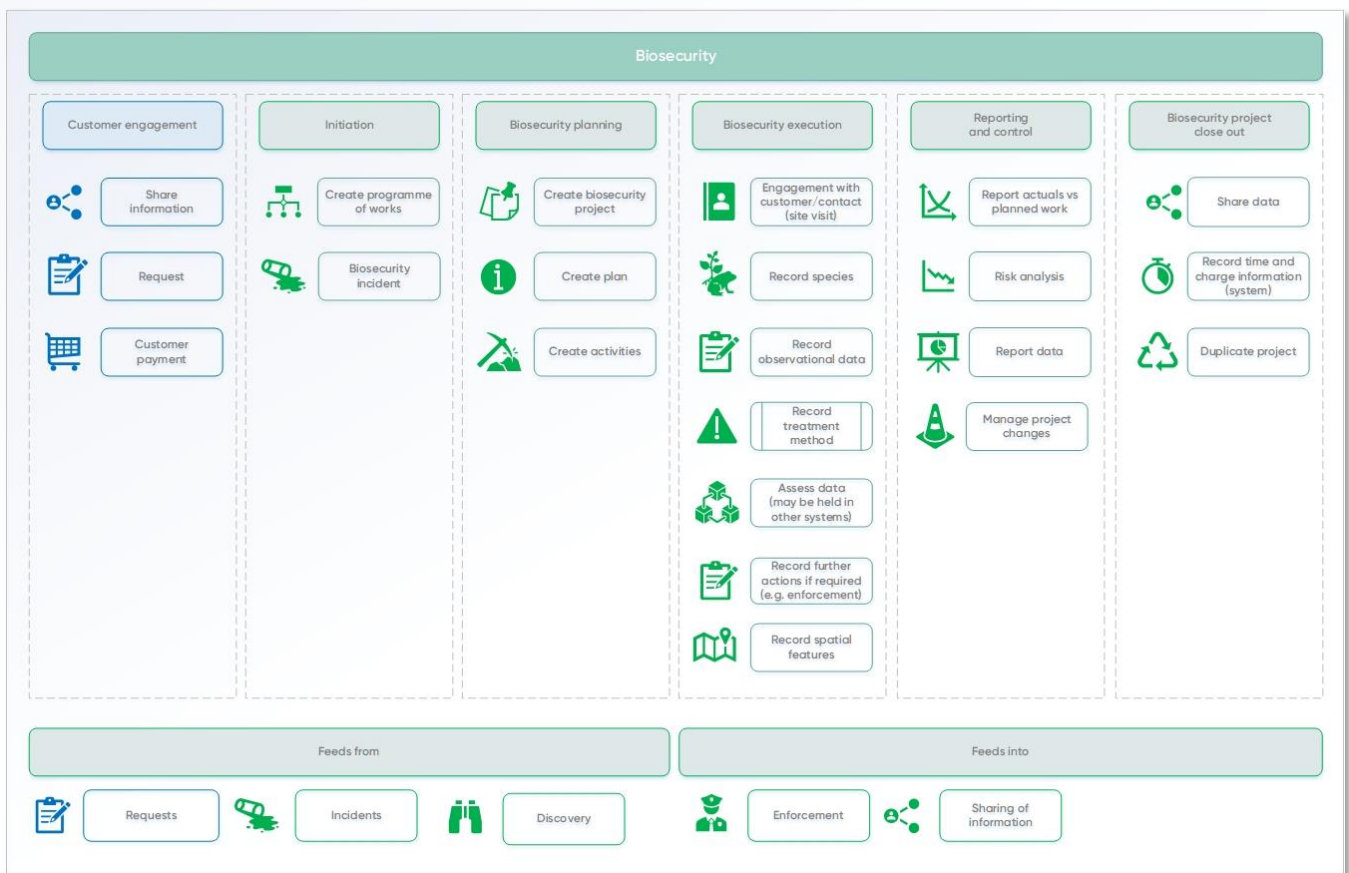 Biosecurity
Customer engagement
Share
information
Request
Customer
payment
Initiation
Create programme
of works
Biosecurity
incident
Biosecurity planning
Create biosecurity
project
Create plan
Create activities
Biosecurity execution
Engagement with
customer/contact
(site visit)
Record species
Record
observational data
Record
treatment
method
Assess data
(may be held in
other systems)
Record further
actions if required
(e.g. enforcement)
Record spatial
features
Reporting
and control
Report actuals vs
planned work
Risk analysis
Report data
Manage project
changes
Biosecurity project
close out
Share data
Record time and
charge information
(system)
Duplicate project
Feeds from
Requests
Incidents
Discovery
Feeds into
Enforcement
Sharing of
information